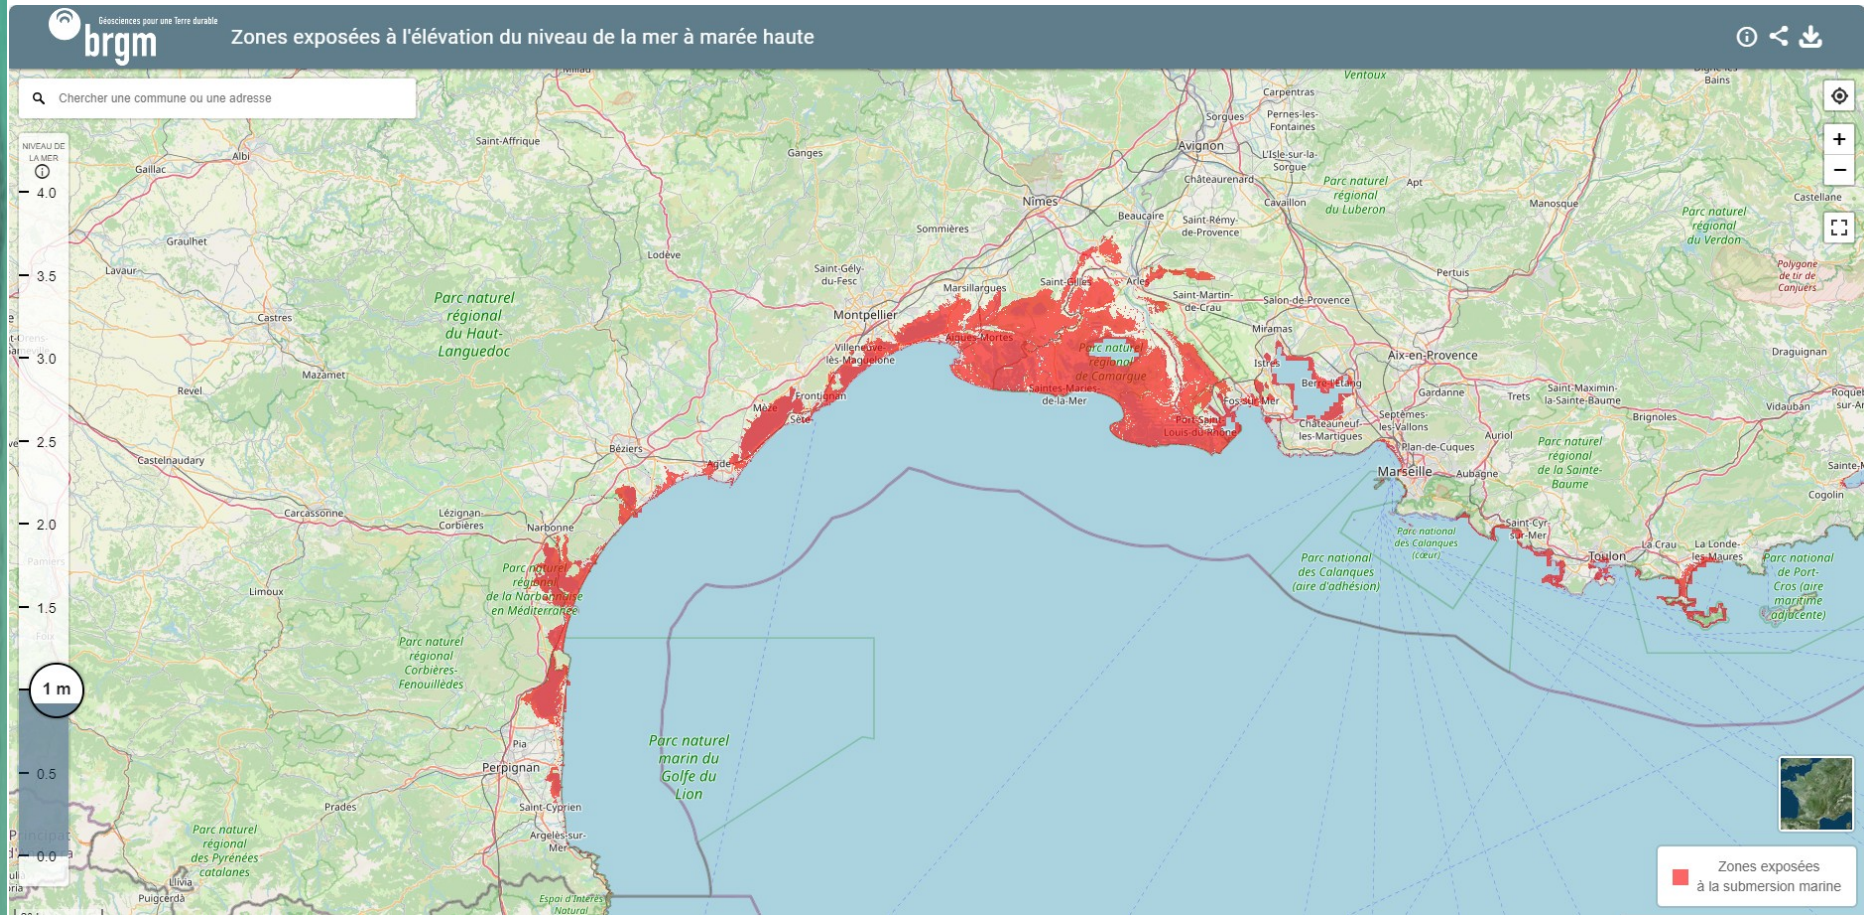 Géosciences pour une Terre durable
brgm
Zones exposées à l'élévation du niveau de la mer à marée haute
Chercher une commune ou une adresse
NIVEAU DE
LA MER
4.0
3.5
3.0
2.5
2.0
1.5
1 m
0.5
0.0
Ventoux
Bains
Carpentras
Sorgues
Pernes-les-
Fontaines
Saint-Affrique
Albi
Gaillac
Ganges
Avignon
L'Isle-sur-la-
Sorgue
Châteaurenard
Parc naturel
régional
du Luberon
Apt
Manosque
Castellane
Nîmes
Cavaillon
Beaucaire
Saint-Rémy-
de-Provence
Parc naturel
régional
du Verdon
Sommières
Graulhet
Lodève
Lavaur
Saint-Gély-
du-Fesc
Marsillargues
Saint-Gilles
Arles
Pertuis
Polygone
de tir de
Canjuers
Parc naturel
régional
du Haut-
Languedoc
Saint-Martin-
de-Crau
Salon-de-Provence
Castres
Montpellier
Miramas
Aigues-Mortes
Villeneuve-
lès-Maguelone
Parc naturel
régional
de Camargue
Istres
Aix-en-Provence
Draguignan
Mazamet
Revel
Berre-l'Étang
Saintes-Maries-
de-la-Mer
Saint-Maximin-
la-Sainte-Baume
Gardanne
Trets
Vidauban
Frontignan
Mèze
Sète
Fos-sur-Mer
Port-Saint-
Louis-du-Rhône
Châteauneuf-
les-Martigues
Septèmes-
les-Vallons
Brignoles
Auriol
Plan-de-Cuques
Parc naturel
régional
de la Sainte-
Baume
Béziers
Agde
Castelnaudary
Marseille
Aubagne
Cogolin
Carcassonne
Lézignan-
Corbières
Narbonne
Saint-Cyr-
sur-Mer
Parc national
des Calanques
(cœur)
Toulon
La Crau
La Londe-
les-Maures
Parc national
des Calanques
(aire d'adhésion)
Parc national
de Port-
Cros (aire
maritime
adjacente)
Pamiers
Parc naturel
régional
de la Narbonnaise
en Méditerranée
Limoux
Foix
Parc naturel
régional
Corbières-
Fenouillèdes
Pia
Perpignan
Parc naturel
marin du
Golfe du
Lion
Prades
Saint-Cyprien
Argelès-sur-
Mer
Parc naturel
régional
des Pyrénées
catalanes
Llívia
Puigcerdà
Espai d'Interès
Natural
Zones exposées
à la submersion marine